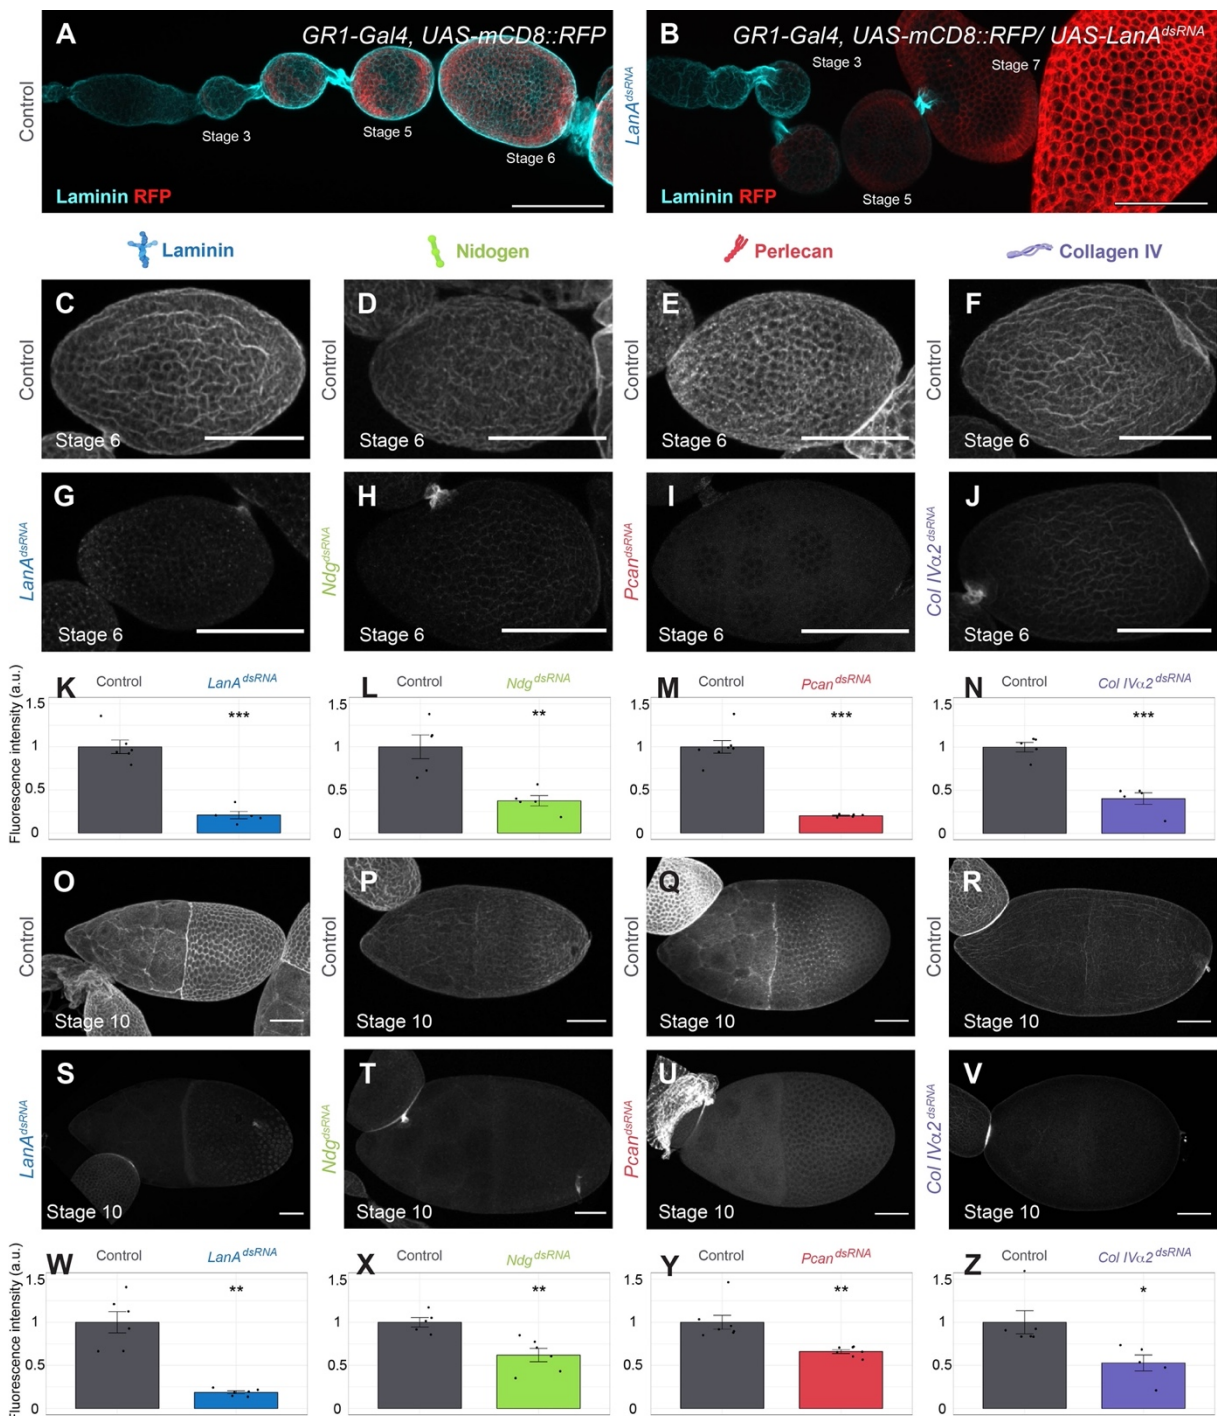 A
GR1-Gal4, UAS-mCD8::RFP
Control
Stage 3
Stage 5
Stage 6
Laminin RFP
B
GR1-Gal4, UAS-mCD8::RFP/ UAS-LanA^dsRNA
LanA^dsRNA
Stage 3
Stage 7
Stage 5
Laminin RFP
Laminin
Nidogen
Perlecan
Collagen IV
C
Control
Stage 6
D
Control
Stage 6
E
Control
Stage 6
F
Control
Stage 6
G
LanA^dsRNA
Stage 6
H
Ndg^dsRNA
Stage 6
I
Pcan^dsRNA
Stage 6
J
Col IVα2^dsRNA
Stage 6
K
Control
LanA^dsRNA
Fluorescence intensity (a.u.)
1.5
1
0.5
0
***
L
Control
Ndg^dsRNA
1.5
1
0.5
0
**
M
Control
Pcan^dsRNA
1.5
1
0.5
0
***
N
Control
Col IVα2^dsRNA
1.5
1
0.5
0
***
O
Control
Stage 10
P
Control
Stage 10
Q
Control
Stage 10
R
Control
Stage 10
S
LanA^dsRNA
Stage 10
T
Ndg^dsRNA
Stage 10
U
Pcan^dsRNA
Stage 10
V
Col IVα2^dsRNA
Stage 10
W
Control
LanA^dsRNA
Fluorescence intensity (a.u.)
1.5
1
0.5
0
**
X
Control
Ndg^dsRNA
1.5
1
0.5
0
**
Y
Control
Pcan^dsRNA
1.5
1
0.5
0
**
Z
Control
Col IVα2^dsRNA
1.5
1
0.5
0
*